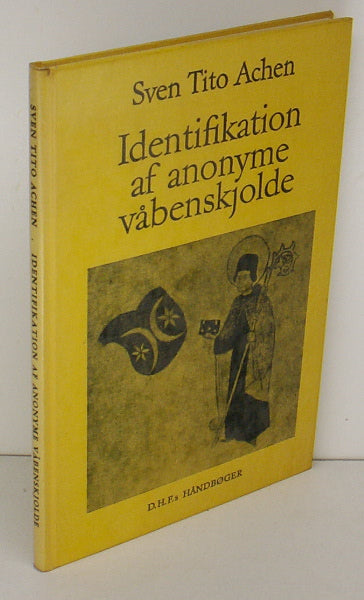 Sven Tito Achen
Identifikation
af anonyme
våbenskjolde
D.H.F.s HÅNDBØGER
SVEN TITO ACHEN . IDENTIFIKATION AF ANONYME VÅBENSKJOLDE